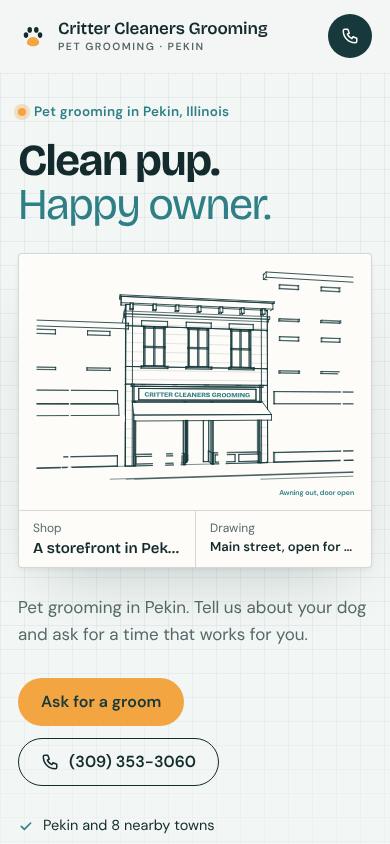 Critter Cleaners Grooming
PET GROOMING · PEKIN
Pet grooming in Pekin, Illinois
Clean pup.
Happy owner.
CRITTER CLEANERS GROOMING
Awning out, door open
Shop
A storefront in Pek...
Drawing
Main street, open for ...
Pet grooming in Pekin. Tell us about your dog
and ask for a time that works for you.
Ask for a groom
(309) 353-3060
Pekin and 8 nearby towns